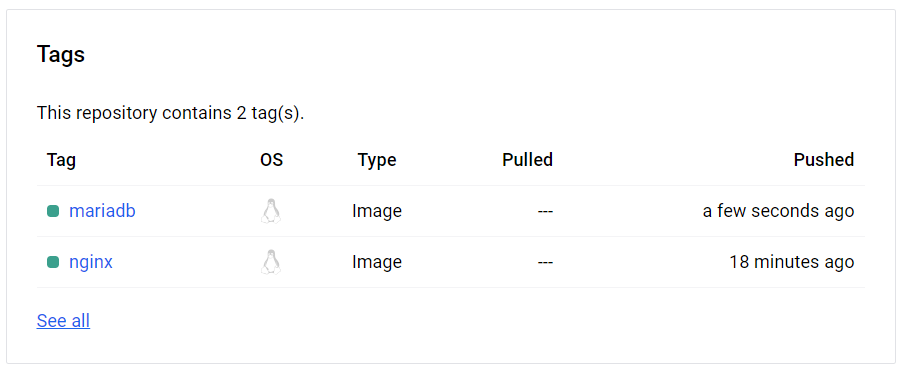 Tags
This repository contains 2 tag(s).
Tag OS Type Pulled Pushed
mariadb Image --- a few seconds ago
nginx Image --- 18 minutes ago
See all